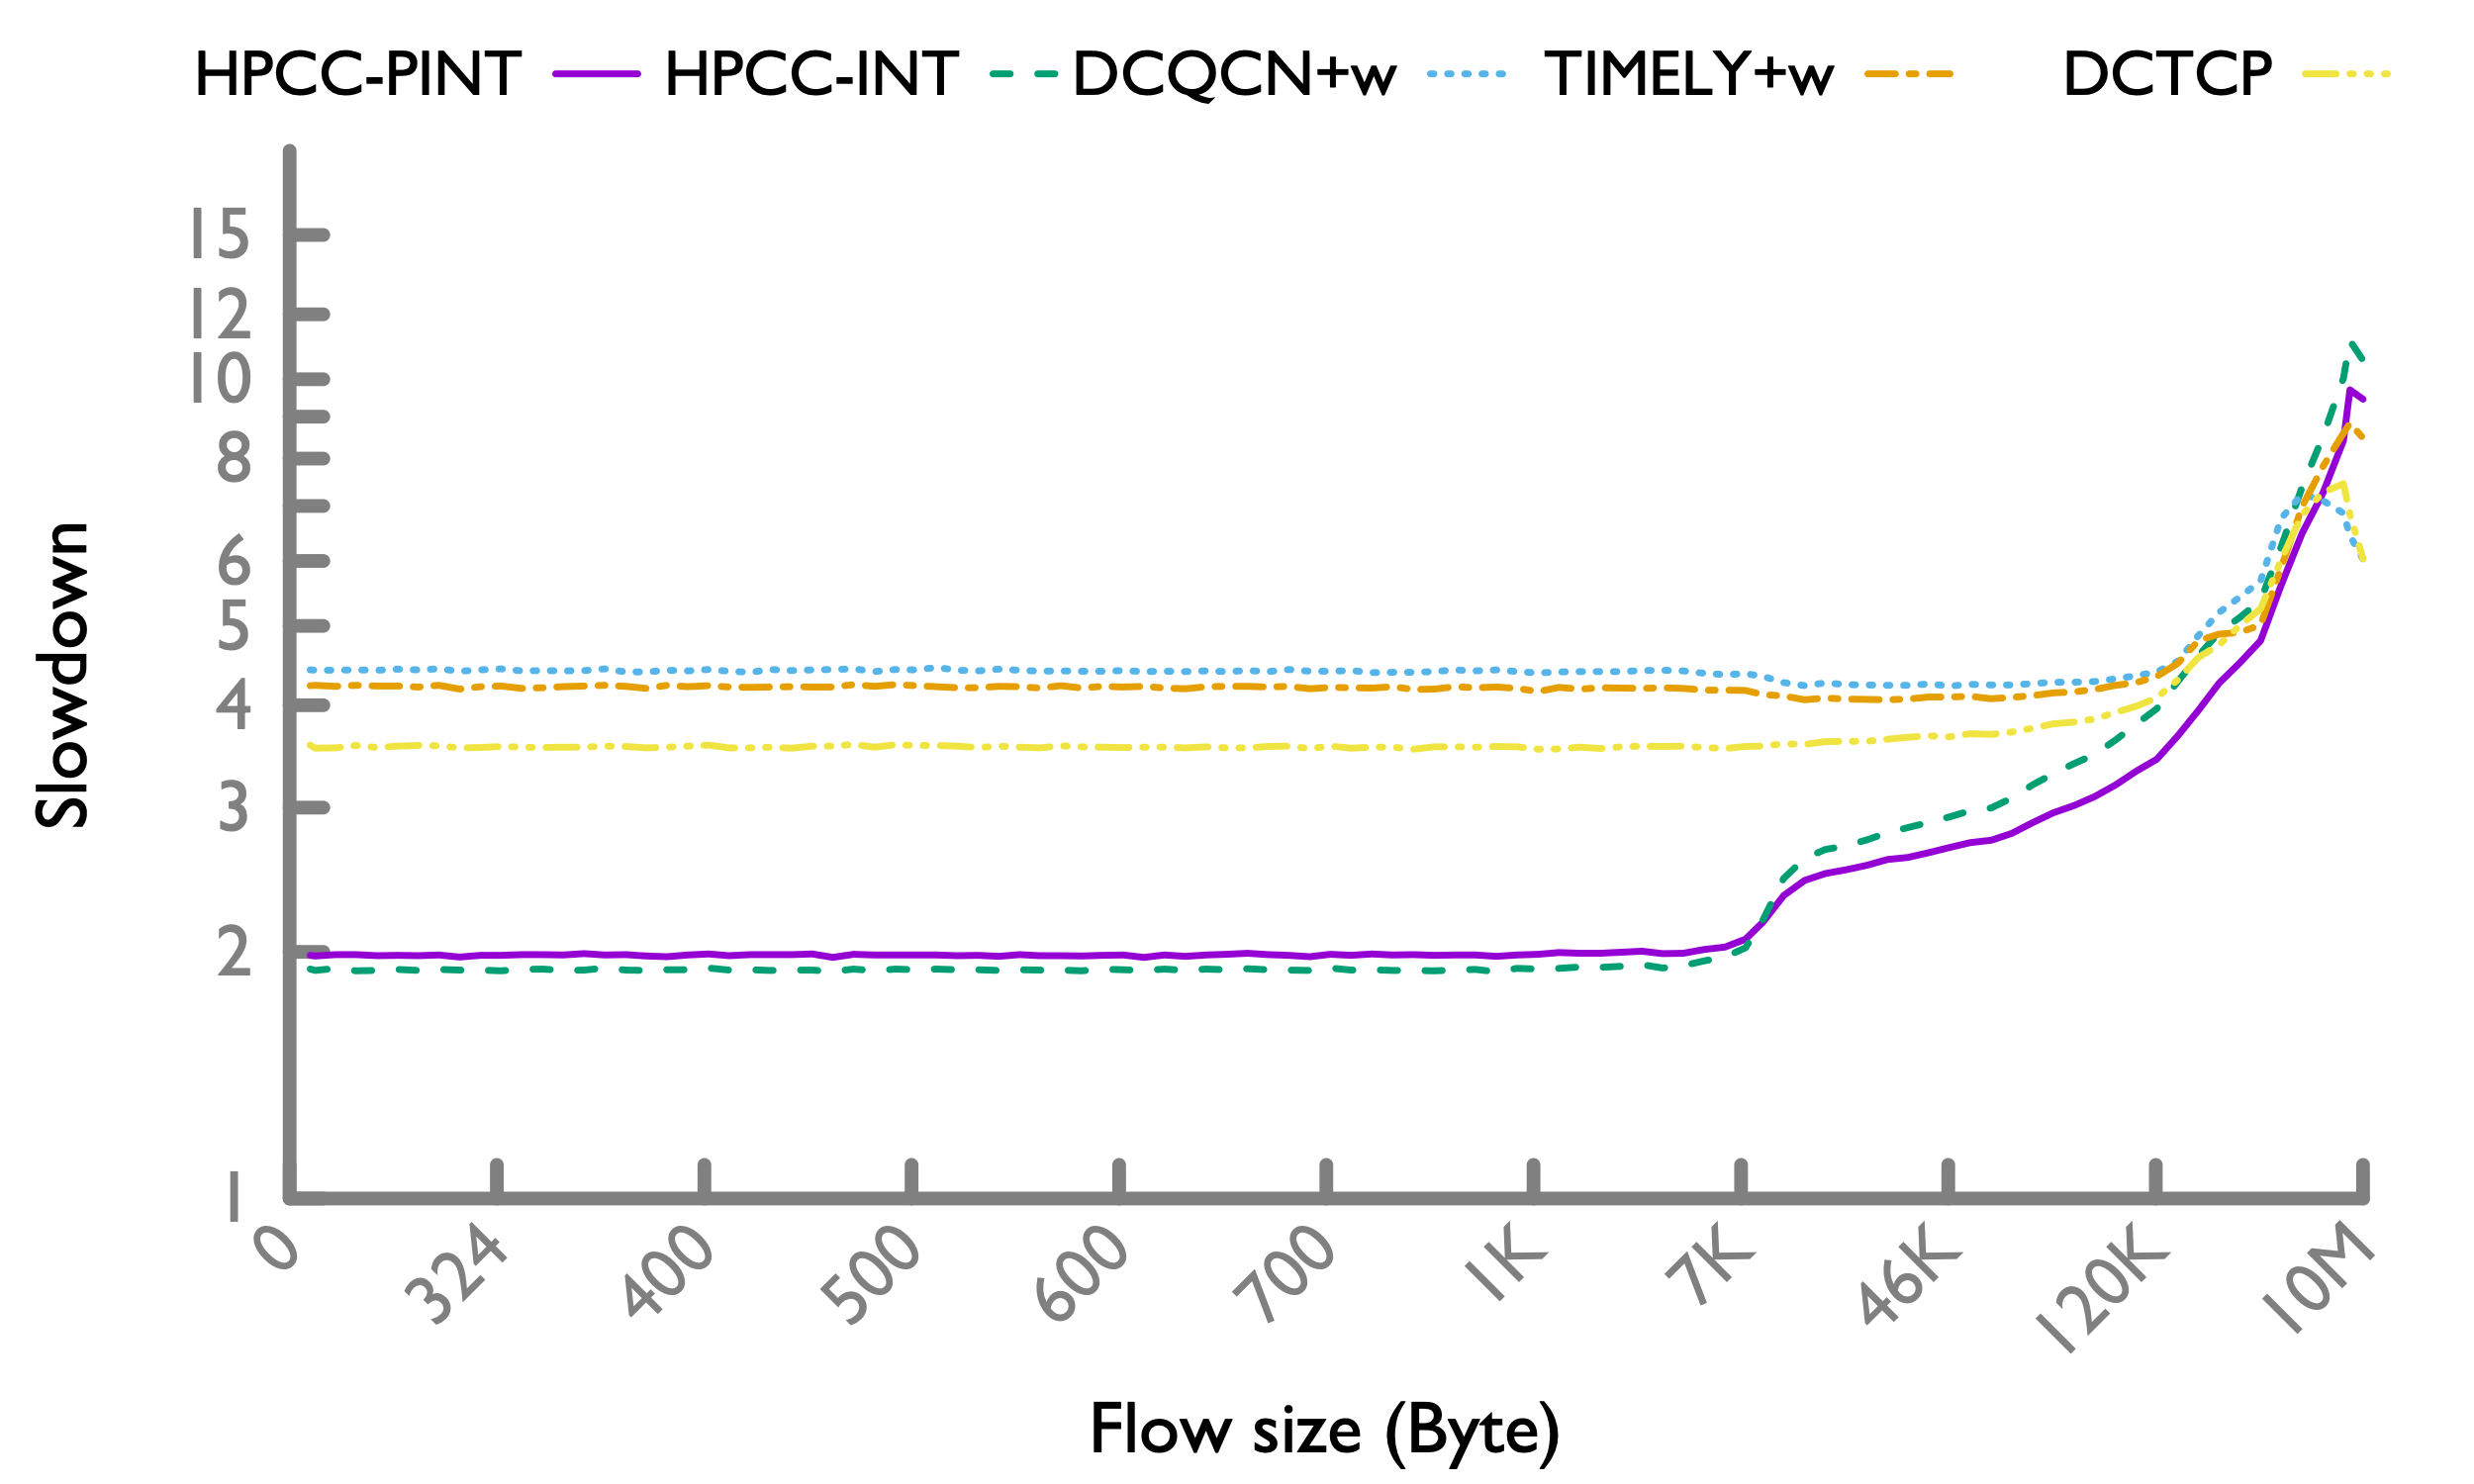 HPCC-PINT HPCC-INT DCQCN+w TIMELY+w DCTCP
15
12
10
8
6
5
4
3
2
1
Slowdown
0 324 400 500 600 700 1K 7K 46K 120K 10M
Flow size (Byte)